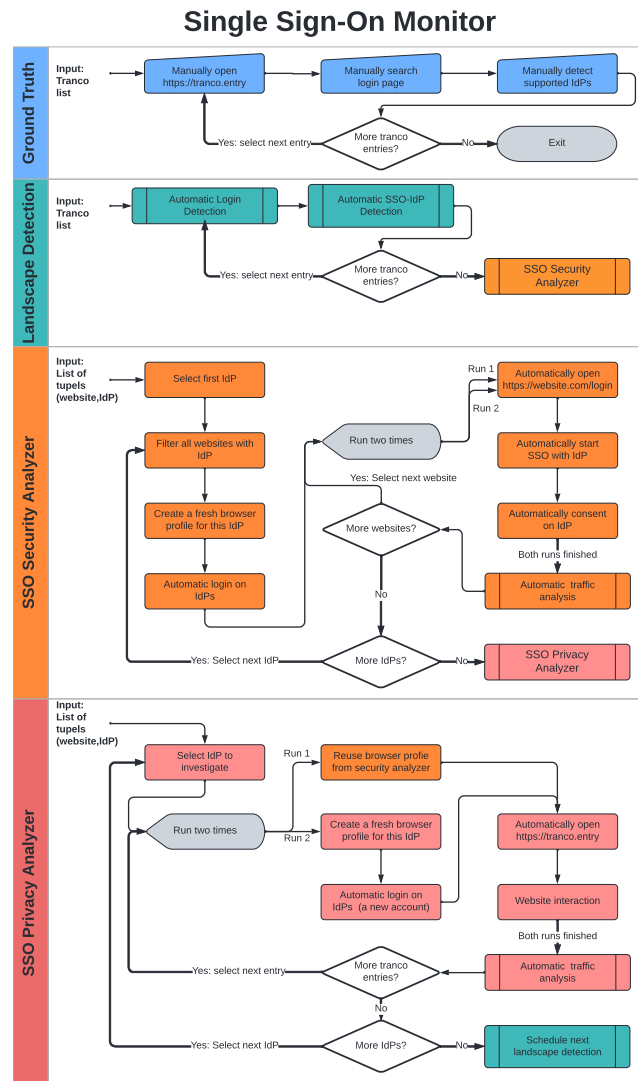 Single Sign-On Monitor
Ground Truth
Input:
Tranco
list
Manually open
https://tranco.entry
Manually search
login page
Manually detect
supported IdPs
Yes: select next entry
More tranco
entries?
No
Exit
Landscape Detection
Input:
Tranco
list
Automatic Login
Detection
Automatic SSO-IdP
Detection
Yes: select next entry
More tranco
entries?
No
SSO Security
Analyzer
SSO Security Analyzer
Input:
List of
tupels
(website,IdP)
Select first IdP
Run 1
Automatically open
https://website.com/login
Run 2
Filter all websites with
IdP
Run two times
Automatically start
SSO with IdP
Yes: Select next website
Create a fresh browser
profile for this IdP
More websites?
Automatically consent
on IdP
Both runs finished
Automatic login on
IdPs
No
Automatic traffic
analysis
Yes: Select next IdP
More IdPs?
No
SSO Privacy
Analyzer
SSO Privacy Analyzer
Input:
List of
tupels
(website,IdP)
Select IdP to
investigate
Run 1
Reuse browser profie
from security analyzer
Run two times
Run 2
Create a fresh browser
profile for this IdP
Automatically open
https://tranco.entry
Automatic login on
IdPs (a new account)
Website interaction
Both runs finished
Yes: select next entry
More tranco
entries?
Automatic traffic
analysis
No
Yes: Select next IdP
More IdPs?
No
Schedule next
landscape detection